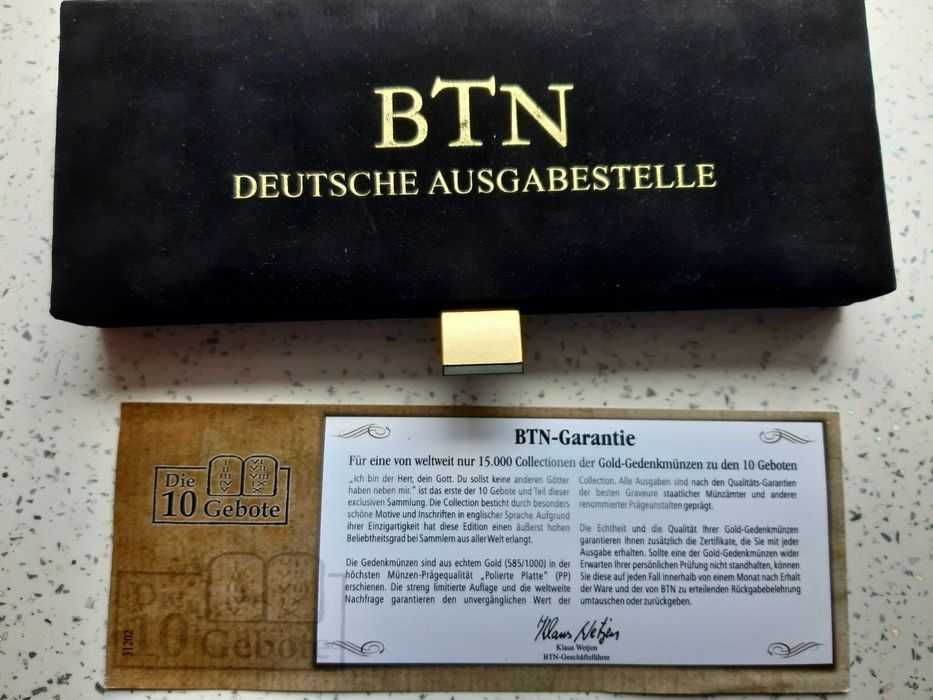 BTN
DEUTSCHE AUSGABESTELLE
Die
10 Gebote
10
Gebote
31202
BTN-Garantie
Für eine von weltweit nur 15.000 Collectionen der Gold-Gedenkmünzen zu den 10 Geboten
„Ich bin der Herr, dein Gott. Du sollst keine anderen Götter
haben neben mir." ist das erste der 10 Gebote und Teil dieser
exclusiven Sammlung. Die Collection besticht durch besonders
schöne Motive und Inschriften in englischer Sprache Aufgrund
ihrer Einzigartigkeit hat diese Edition einen äußerst hohen
Beliebtheitsgrad bei Sammlern aus aller Welt erlangt.
Die Gedenkmünzen sind aus echtem Gold (585/1000) in der
höchsten Münzen-Prägequalität „Polierte Platte" (PP)
erschienen. Die streng limitierte Auflage und die weltweite
Nachfrage garantieren den unvergänglichen Wert der
Collection. Alle Ausgaben sind nach den Qualitäts-Garantien
der besten Graveure staatlicher Münzämter und anderer
renommierter Prägeanstalten geprägt.
Die Echtheit und die Qualität Ihrer Gold-Gedenkmünzen
garantieren Ihnen zusätzlich die Zertifikate, die Sie mit jeder
Ausgabe erhalten. Sollte eine der Gold-Gedenkmünzen wider
Erwarten Ihrer persönlichen Prüfung nicht standhalten, können
Sie diese auf jeden Fall innerhalb von einem Monat nach Erhalt
der Ware und der von BTN zu erteilenden Rückgabebelehrung
umtauschen oder zurückgeben.
Klaus Wetjen
Klaus Wetjen
BTN-Geschäftsführer